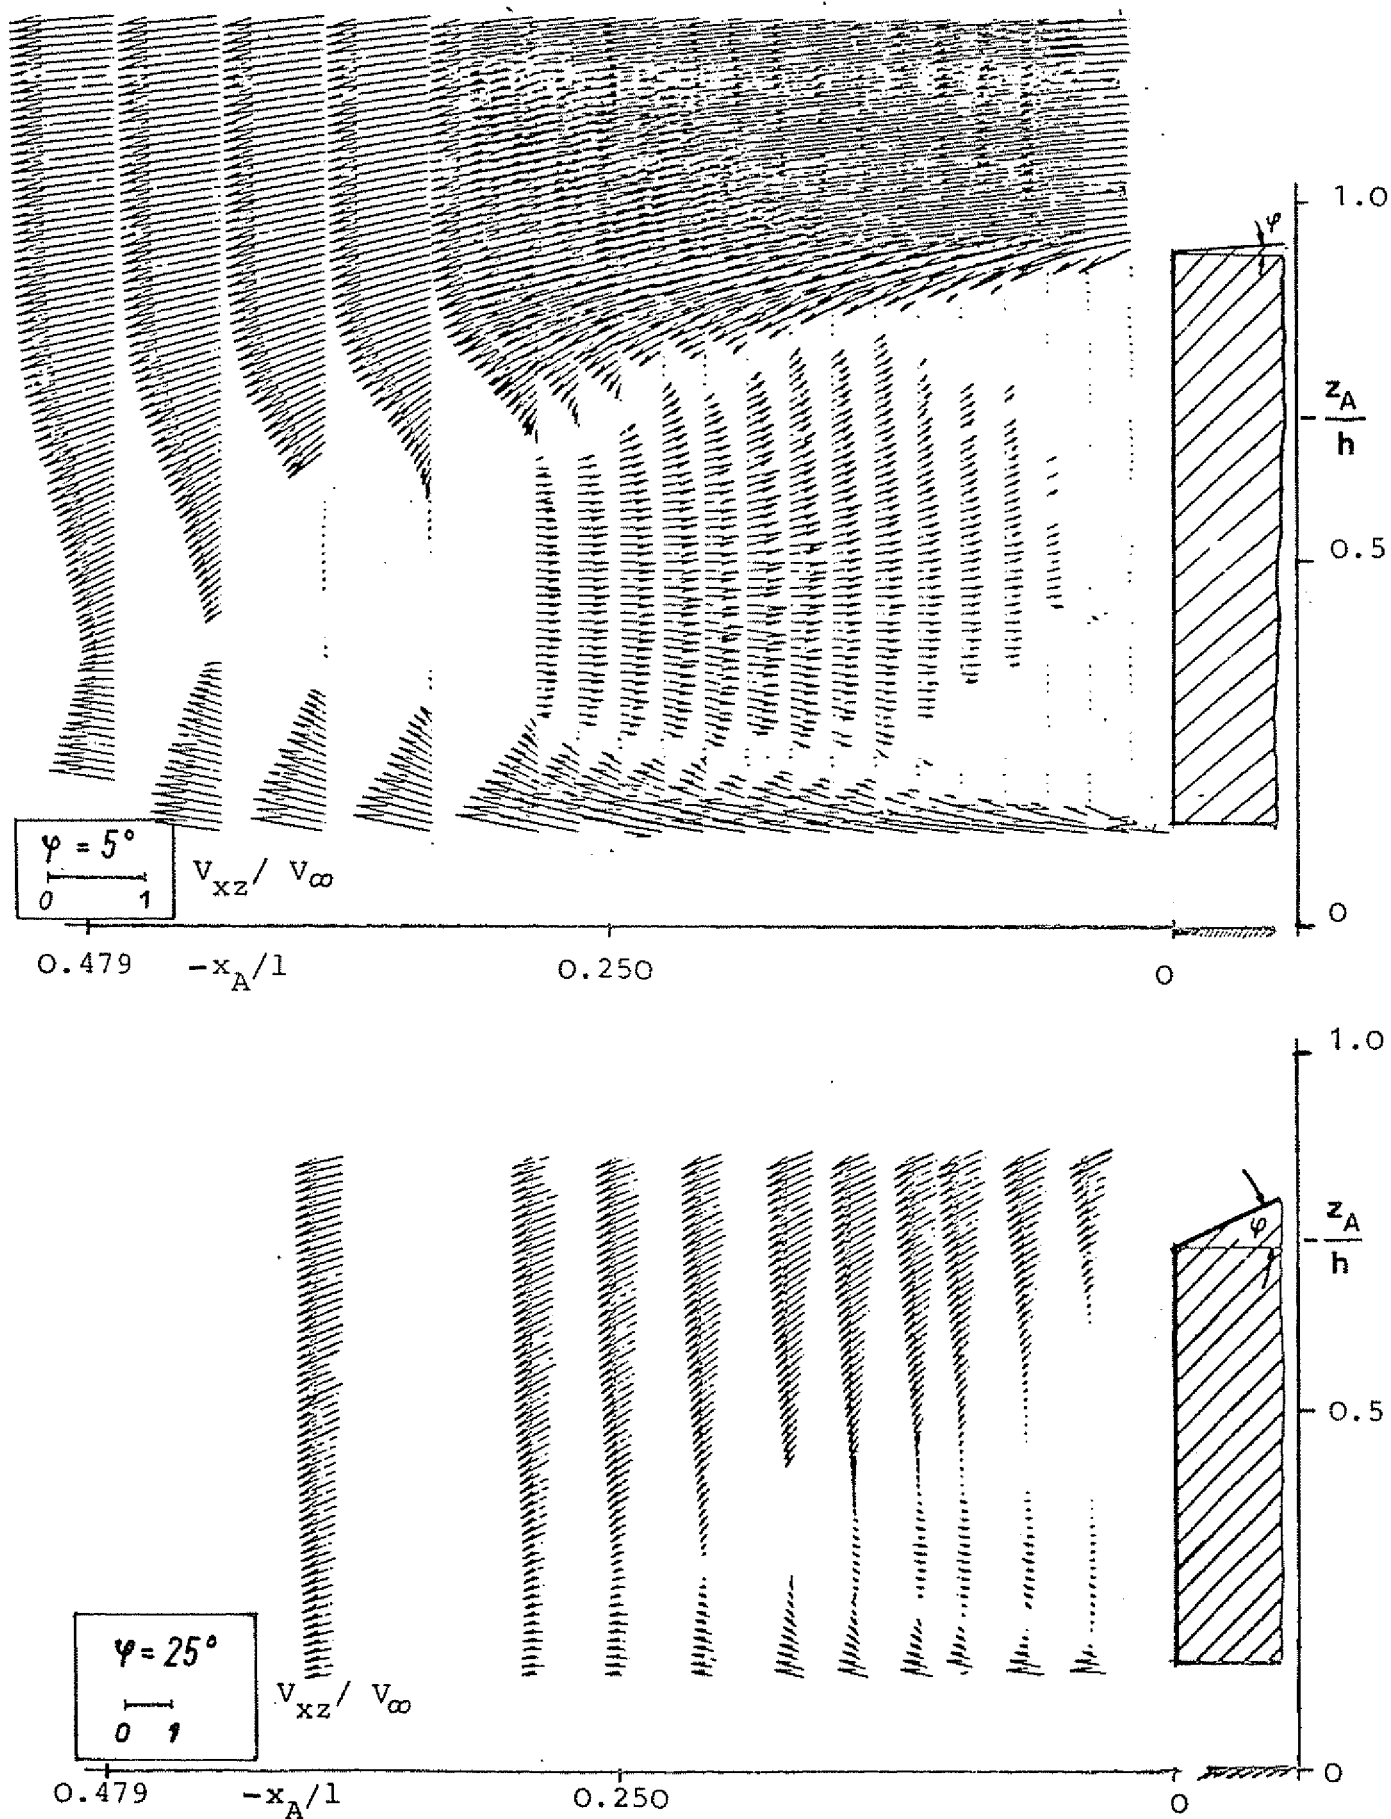 1.0
φ
z_A
h
0.5
φ = 5°
0 1
V_xz / V_∞
0
0.479 -x_A/l 0.250 0
1.0
φ
z_A
h
0.5
φ = 25°
0 1
V_xz / V_∞
0
0.479 -x_A/l 0.250 0